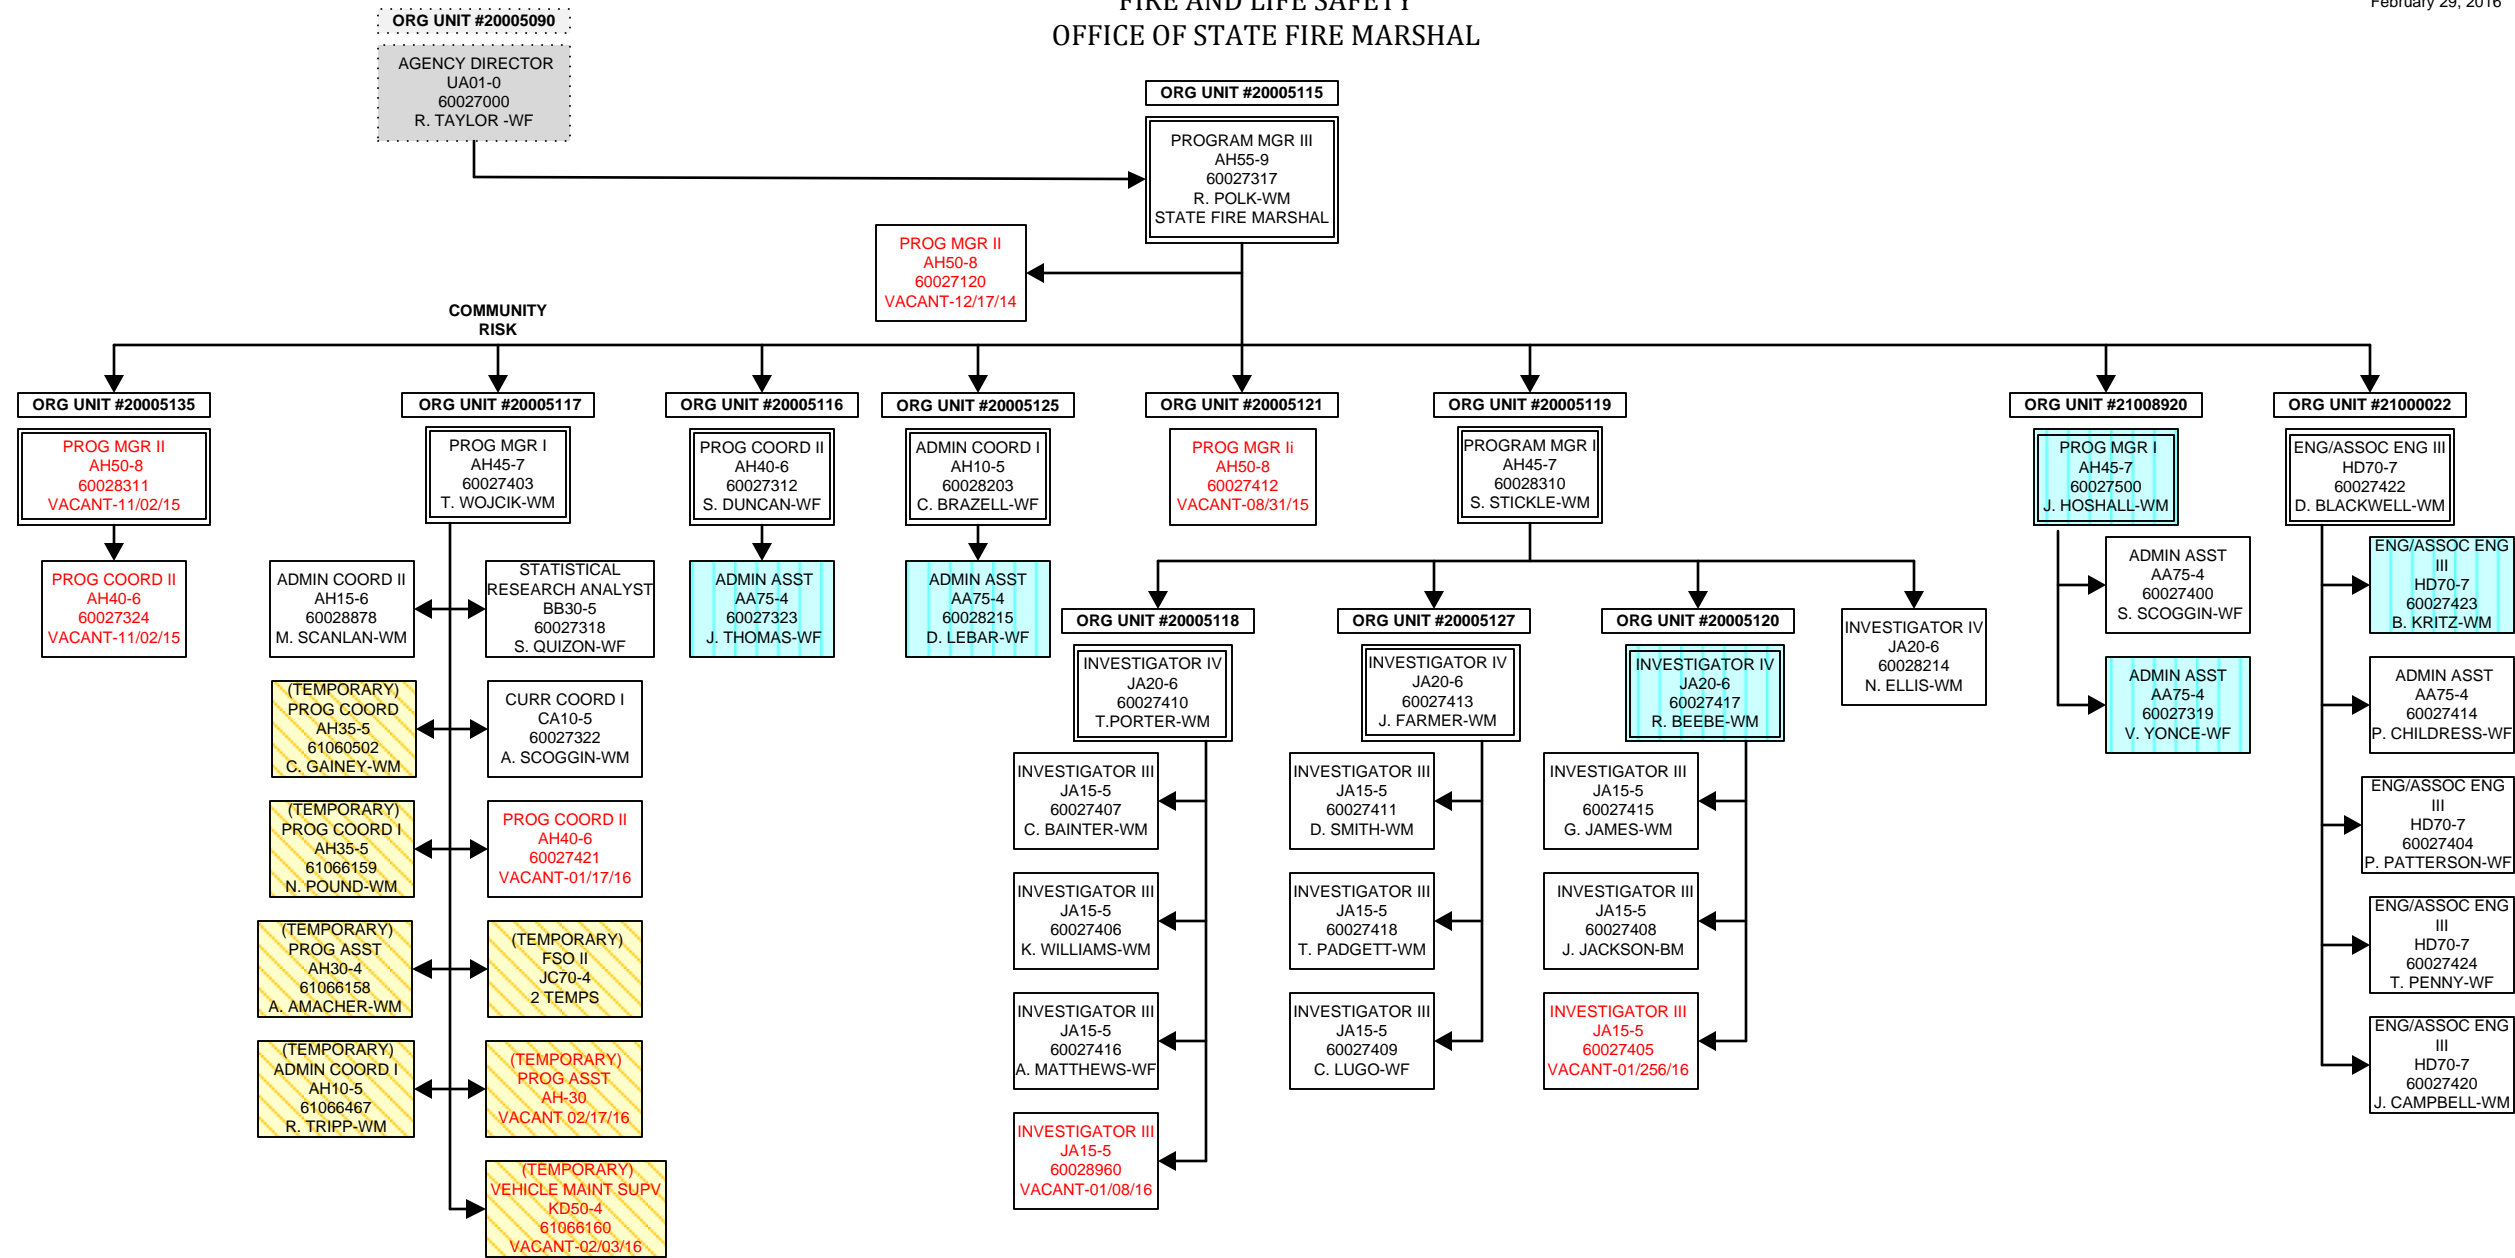 FIRE AND LIFE SAFETY
OFFICE OF STATE FIRE MARSHAL
February 29, 2016
ORG UNIT #20005090
AGENCY DIRECTOR
UA01-0
60027000
R. TAYLOR -WF
ORG UNIT #20005115
PROGRAM MGR III
AH55-9
60027317
R. POLK-WM
STATE FIRE MARSHAL
PROG MGR II
AH50-8
60027120
VACANT-12/17/14
COMMUNITY
RISK
ORG UNIT #20005135
PROG MGR II
AH50-8
60028311
VACANT-11/02/15
PROG COORD II
AH40-6
60027324
VACANT-11/02/15
ORG UNIT #20005117
PROG MGR I
AH45-7
60027403
T. WOJCIK-WM
ADMIN COORD II
AH15-6
60028878
M. SCANLAN-WM
STATISTICAL
RESEARCH ANALYST
BB30-5
60027318
S. QUIZON-WF
(TEMPORARY)
PROG COORD
AH35-5
61060502
C. GAINEY-WM
CURR COORD I
CA10-5
60027322
A. SCOGGIN-WM
(TEMPORARY)
PROG COORD I
AH35-5
61066159
N. POUND-WM
PROG COORD II
AH40-6
60027421
VACANT-01/17/16
(TEMPORARY)
PROG ASST
AH30-4
61066158
A. AMACHER-WM
(TEMPORARY)
FSO II
JC70-4
2 TEMPS
(TEMPORARY)
ADMIN COORD I
AH10-5
61066467
R. TRIPP-WM
(TEMPORARY)
PROG ASST
AH-30
VACANT 02/17/16
(TEMPORARY)
VEHICLE MAINT SUPV
KD50-4
61066160
VACANT-02/03/16
ORG UNIT #20005116
PROG COORD II
AH40-6
60027312
S. DUNCAN-WF
ADMIN ASST
AA75-4
60027323
J. THOMAS-WF
ORG UNIT #20005125
ADMIN COORD I
AH10-5
60028203
C. BRAZELL-WF
ADMIN ASST
AA75-4
60028215
D. LEBAR-WF
ORG UNIT #20005121
PROG MGR Ii
AH50-8
60027412
VACANT-08/31/15
ORG UNIT #20005119
PROGRAM MGR I
AH45-7
60028310
S. STICKLE-WM
ORG UNIT #20005118
INVESTIGATOR IV
JA20-6
60027410
T.PORTER-WM
INVESTIGATOR III
JA15-5
60027407
C. BAINTER-WM
INVESTIGATOR III
JA15-5
60027406
K. WILLIAMS-WM
INVESTIGATOR III
JA15-5
60027416
A. MATTHEWS-WF
INVESTIGATOR III
JA15-5
60028960
VACANT-01/08/16
ORG UNIT #20005127
INVESTIGATOR IV
JA20-6
60027413
J. FARMER-WM
INVESTIGATOR III
JA15-5
60027411
D. SMITH-WM
INVESTIGATOR III
JA15-5
60027418
T. PADGETT-WM
INVESTIGATOR III
JA15-5
60027409
C. LUGO-WF
ORG UNIT #20005120
INVESTIGATOR IV
JA20-6
60027417
R. BEEBE-WM
INVESTIGATOR III
JA15-5
60027415
G. JAMES-WM
INVESTIGATOR III
JA15-5
60027408
J. JACKSON-BM
INVESTIGATOR III
JA15-5
60027405
VACANT-01/256/16
INVESTIGATOR IV
JA20-6
60028214
N. ELLIS-WM
ORG UNIT #21008920
PROG MGR I
AH45-7
60027500
J. HOSHALL-WM
ADMIN ASST
AA75-4
60027400
S. SCOGGIN-WF
ADMIN ASST
AA75-4
60027319
V. YONCE-WF
ORG UNIT #21000022
ENG/ASSOC ENG III
HD70-7
60027422
D. BLACKWELL-WM
ENG/ASSOC ENG
III
HD70-7
60027423
B. KRITZ-WM
ADMIN ASST
AA75-4
60027414
P. CHILDRESS-WF
ENG/ASSOC ENG
III
HD70-7
60027404
P. PATTERSON-WF
ENG/ASSOC ENG
III
HD70-7
60027424
T. PENNY-WF
ENG/ASSOC ENG
III
HD70-7
60027420
J. CAMPBELL-WM